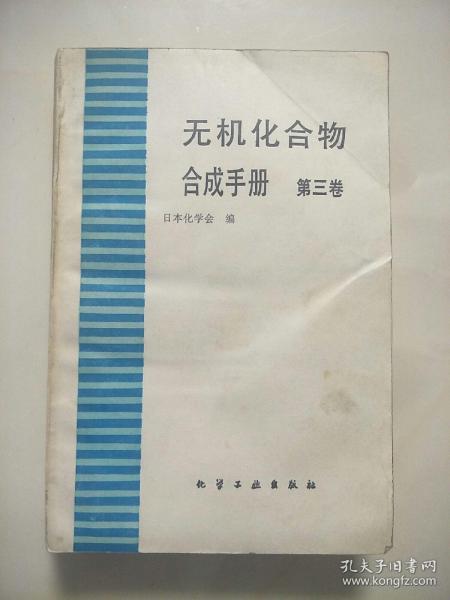 无机化合物
合成手册 第三卷
日本化学会 编
化学工业出版社
孔夫子旧书网
www.kongfz.com